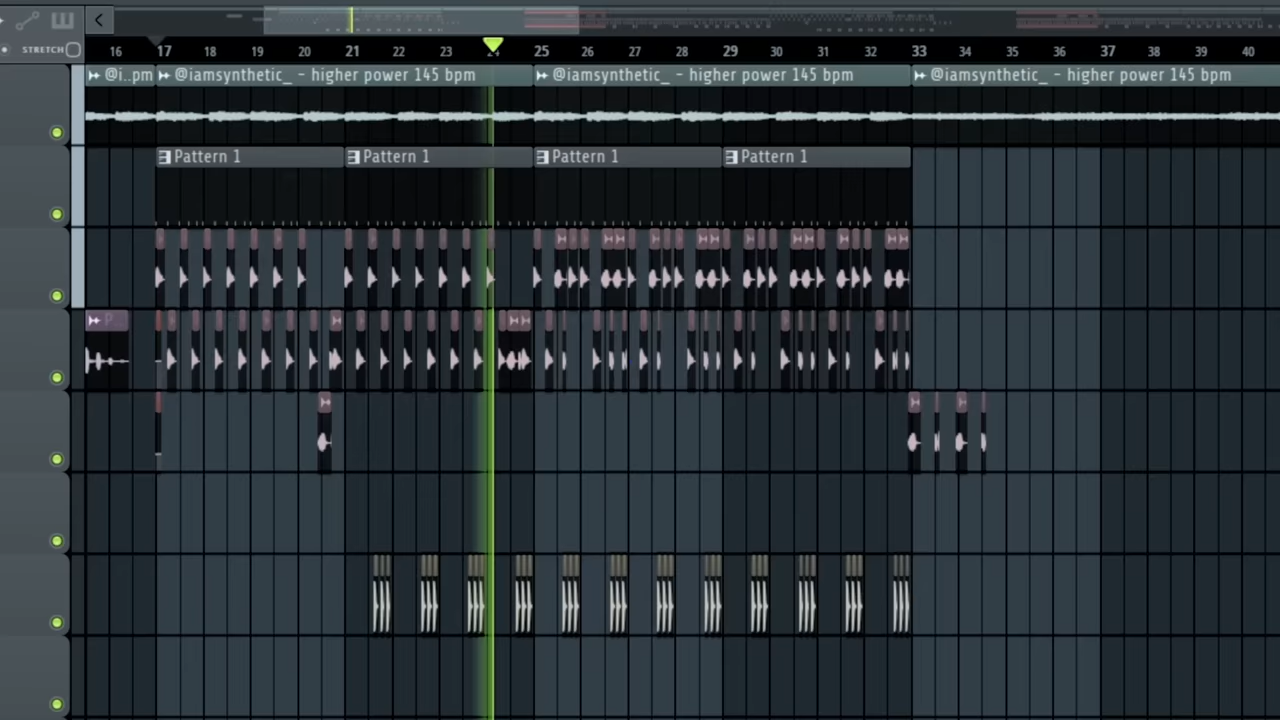 STRETCH
16 17 18 19 20 21 22 23 24 25 26 27 28 29 30 31 32 33 34 35 36 37 38 39 40
@i..pm @iamsynthetic_ - higher power 145 bpm @iamsynthetic_ - higher power 145 bpm @iamsynthetic_ - higher power 145 bpm
Pattern 1 Pattern 1 Pattern 1 Pattern 1
P